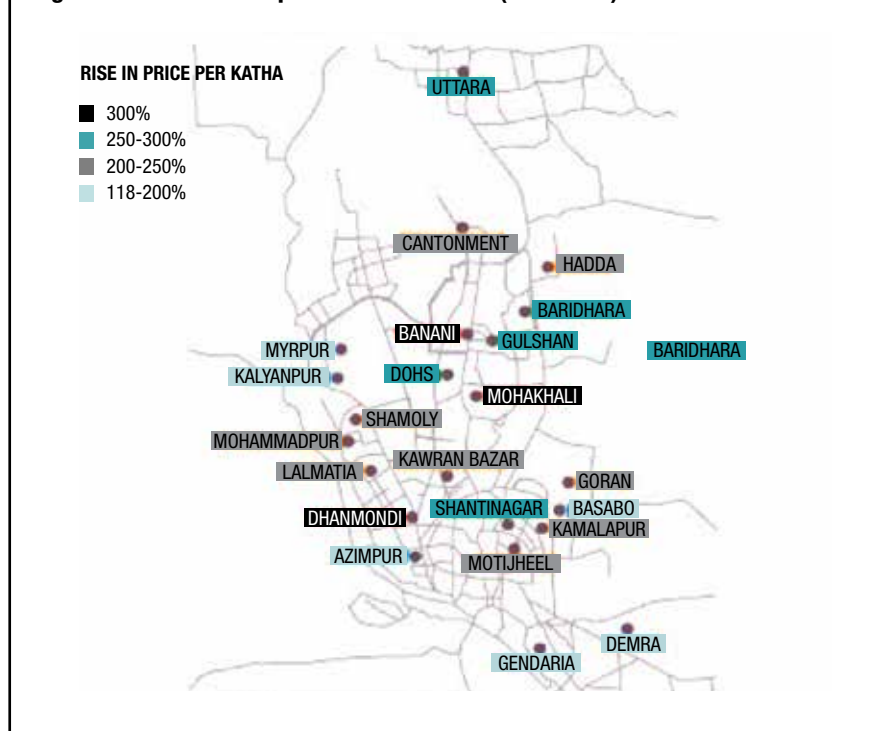 RISE IN PRICE PER KATHA
300%
250-300%
200-250%
118-200%
UTTARA
CANTONMENT
HADDA
BARIDHARA
BANANI
GULSHAN
MYRPUR
BARIDHARA
KALYANPUR
DOHS
MOHAKHALI
SHAMOLY
MOHAMMADPUR
KAWRAN BAZAR
LALMATIA
GORAN
SHANTINAGAR
BASABO
DHANMONDI
KAMALAPUR
AZIMPUR
MOTIJHEEL
DEMRA
GENDARIA